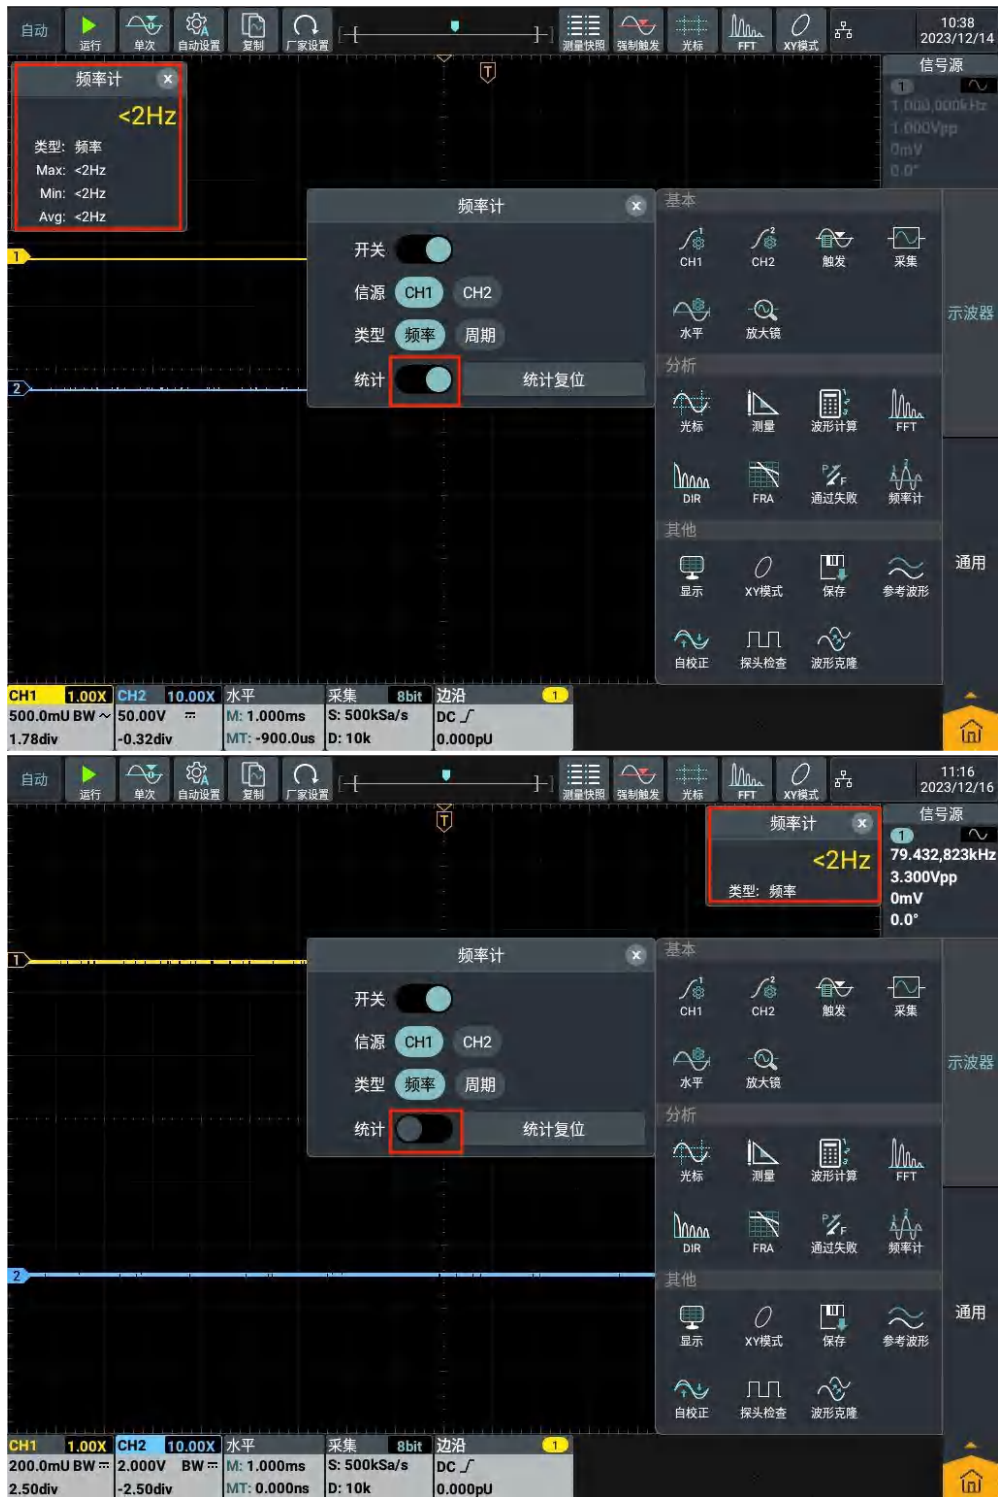 自动 运行 单次 自动设置 复制 厂家设置 T 测量快照 强制触发 光标 FFT XY模式 10:38
2023/12/14
频率计
<2Hz
类型: 频率
Max: <2Hz
Min: <2Hz
Avg: <2Hz
信号源
1
1.000,000kHz
1.000Vpp
0mV
0.0°
频率计
开关
信源 CH1 CH2
类型 频率 周期
统计 统计复位
基本
CH1 CH2 触发 采集
水平 放大镜
分析
光标 测量 波形计算 FFT
DIR FRA 通过失败 频率计
其他
显示 XY模式 保存 参考波形
自校正 探头检查 波形克隆
示波器
通用
1
2
CH1 1.00X CH2 10.00X 水平 采集 8bit 边沿 1
500.0mU BW 50.00V M: 1.000ms S: 500kSa/s DC
1.78div -0.32div MT: -900.0us D: 10k 0.000pU
自动 运行 单次 自动设置 复制 厂家设置 T 测量快照 强制触发 光标 FFT XY模式 11:16
2023/12/16
频率计
<2Hz
类型: 频率
信号源
1
79.432,823kHz
3.300Vpp
0mV
0.0°
频率计
开关
信源 CH1 CH2
类型 频率 周期
统计 统计复位
基本
CH1 CH2 触发 采集
水平 放大镜
分析
光标 测量 波形计算 FFT
DIR FRA 通过失败 频率计
其他
显示 XY模式 保存 参考波形
自校正 探头检查 波形克隆
示波器
通用
1
2
CH1 1.00X CH2 10.00X 水平 采集 8bit 边沿 1
200.0mU BW 2.000V BW M: 1.000ms S: 500kSa/s DC
2.50div -2.50div MT: 0.000ns D: 10k 0.000pU